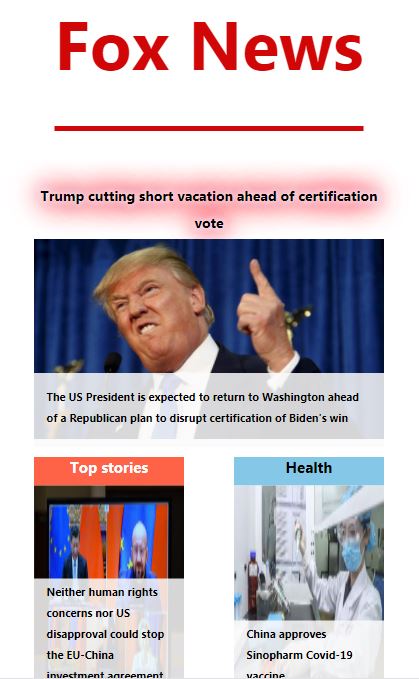 Fox News
Trump cutting short vacation ahead of certification
vote
The US President is expected to return to Washington ahead
of a Republican plan to disrupt certification of Biden's win
Top stories
Health
Neither human rights
concerns nor US
disapproval could stop
the EU-China
investment agreement
China approves
Sinopharm Covid-19
vaccine